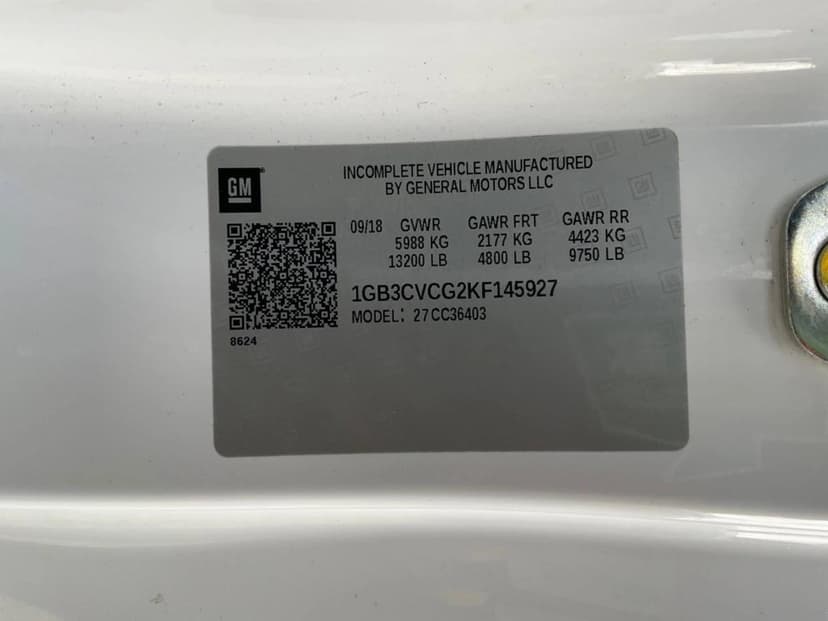 GM
INCOMPLETE VEHICLE MANUFACTURED
BY GENERAL MOTORS LLC
09/18 GVWR GAWR FRT GAWR RR
5988 KG 2177 KG 4423 KG
13200 LB 4800 LB 9750 LB
1GB3CVCG2KF145927
MODEL: 27CC36403
8624